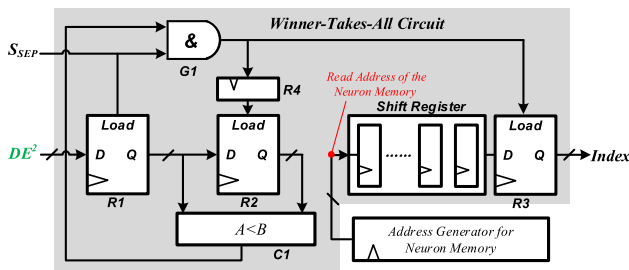 Winner-Takes-All Circuit
S_SEP
&
G1
R4
Read Address of the
Neuron Memory
Shift Register
Load
D Q
R1
Load
D Q
R2
......
Load
D Q
R3
DE²
Index
A<B
C1
Address Generator for
Neuron Memory